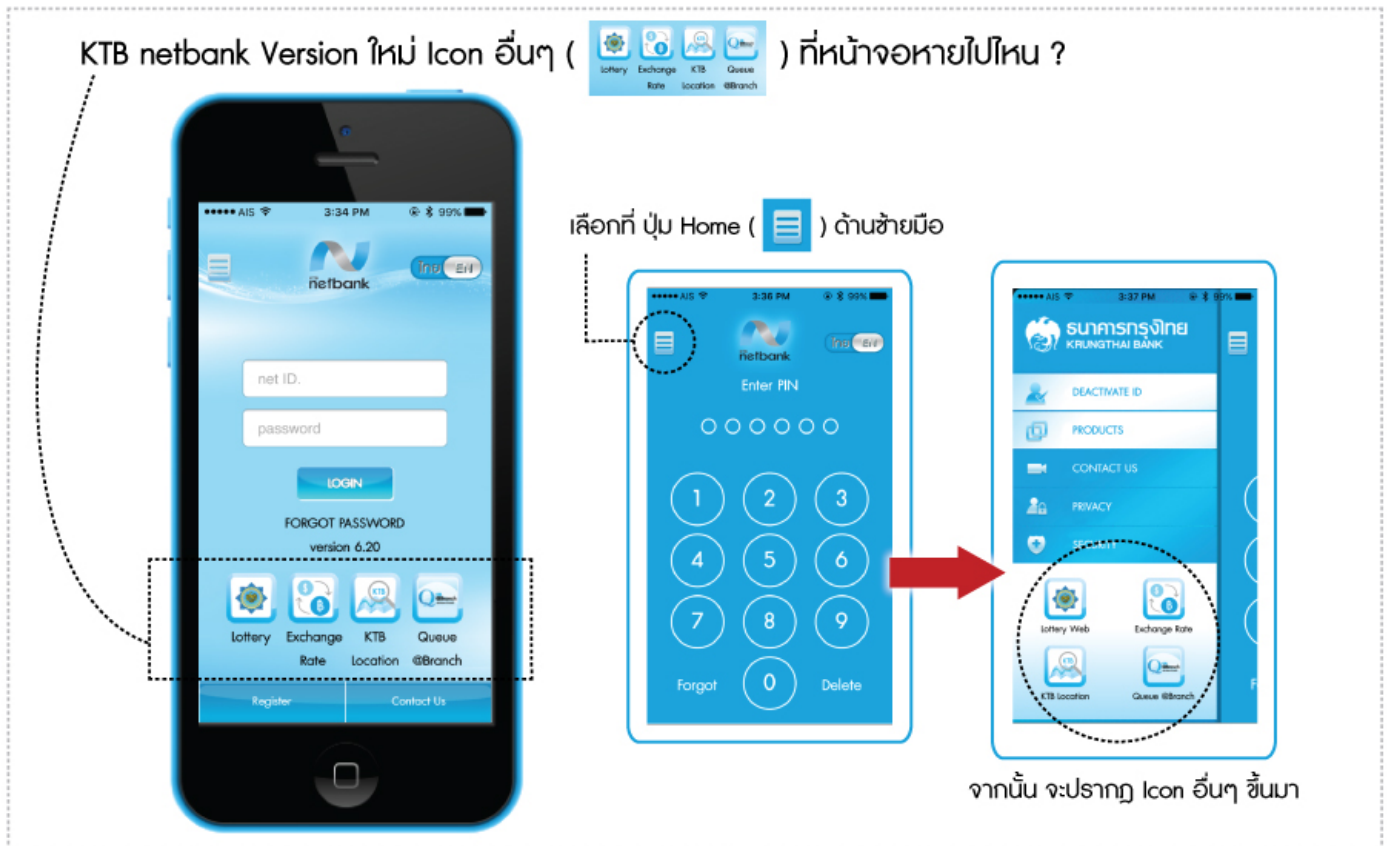 KTB netbank Version ใหม่ Icon อื่นๆ ( Lottery Exchange Rate KTB Location Queue @Branch ) ที่หน้าจอหายไปไหน ?
AIS 3:34 PM 99%
netbank ไทย EN
net ID.
password
LOGIN
FORGOT PASSWORD
version 6.20
Lottery Exchange Rate KTB Location Queue @Branch
Register Contact Us
เลือกที่ ปุ่ม Home ( ) ด้านซ้ายมือ
AIS 3:36 PM 99%
netbank ไทย EN
Enter PIN
1 2 3
4 5 6
7 8 9
Forgot 0 Delete
AIS 3:37 PM 99%
ธนาคารกรุงไทย
KRUNGTHAI BANK
DEACTIVATE ID
PRODUCTS
CONTACT US
PRIVACY
SECURITY
Lottery Web Exchange Rate
KTB Location Queue @Branch
จากนั้น จะปรากฏ Icon อื่นๆ ขึ้นมา